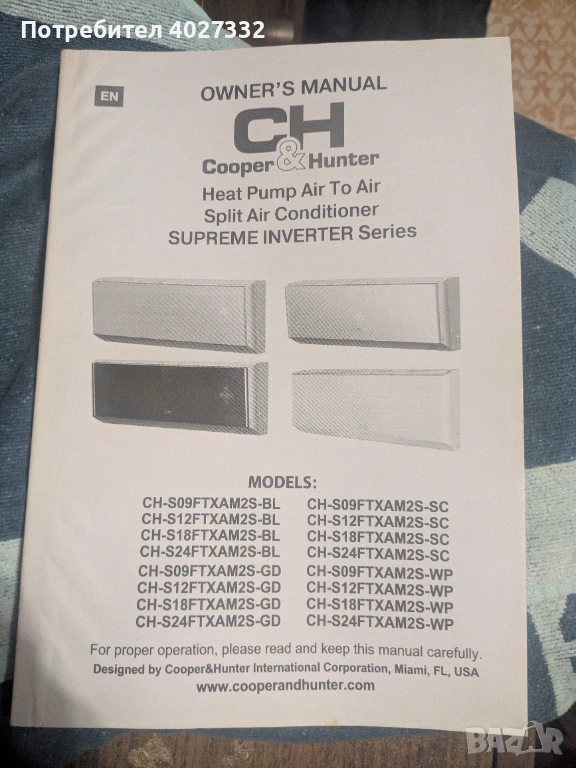 Потребител 4027332
EN
OWNER'S MANUAL
CH
Cooper&Hunter
Heat Pump Air To Air
Split Air Conditioner
SUPREME INVERTER Series
MODELS:
CH-S09FTXAM2S-BL CH-S09FTXAM2S-SC
CH-S12FTXAM2S-BL CH-S12FTXAM2S-SC
CH-S18FTXAM2S-BL CH-S18FTXAM2S-SC
CH-S24FTXAM2S-BL CH-S24FTXAM2S-SC
CH-S09FTXAM2S-GD CH-S09FTXAM2S-WP
CH-S12FTXAM2S-GD CH-S12FTXAM2S-WP
CH-S18FTXAM2S-GD CH-S18FTXAM2S-WP
CH-S24FTXAM2S-GD CH-S24FTXAM2S-WP
For proper operation, please read and keep this manual carefully.
Designed by Cooper&Hunter International Corporation, Miami, FL, USA
www.cooperandhunter.com
BAZAR